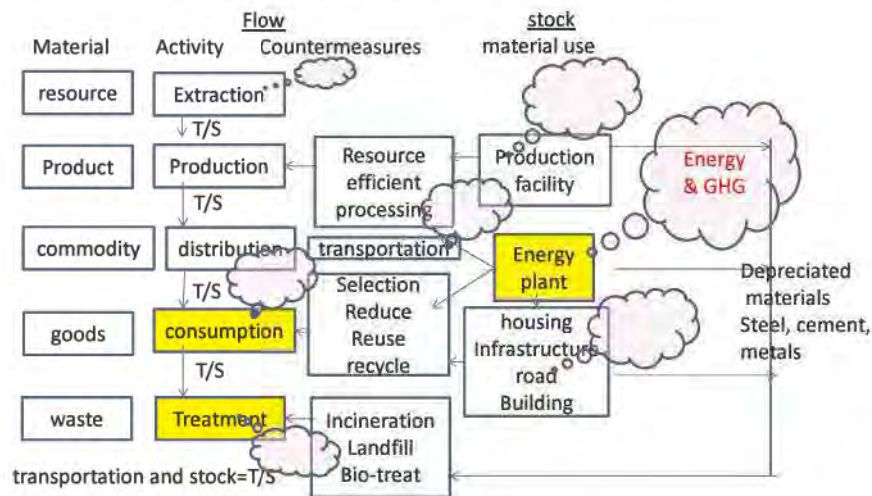 Flow
stock
Material
Activity
Countermeasures
material use
resource
Extraction
T/S
Product
Production
Resource
efficient
processing
Production
facility
Energy
& GHG
T/S
commodity
distribution
transportation
Energy
plant
T/S
Selection
Reduce
Reuse
recycle
Depreciated
materials
Steel, cement,
metals
goods
consumption
housing
Infrastructure
road
Building
T/S
waste
Treatment
Incineration
Landfill
Bio-treat
transportation and stock=T/S